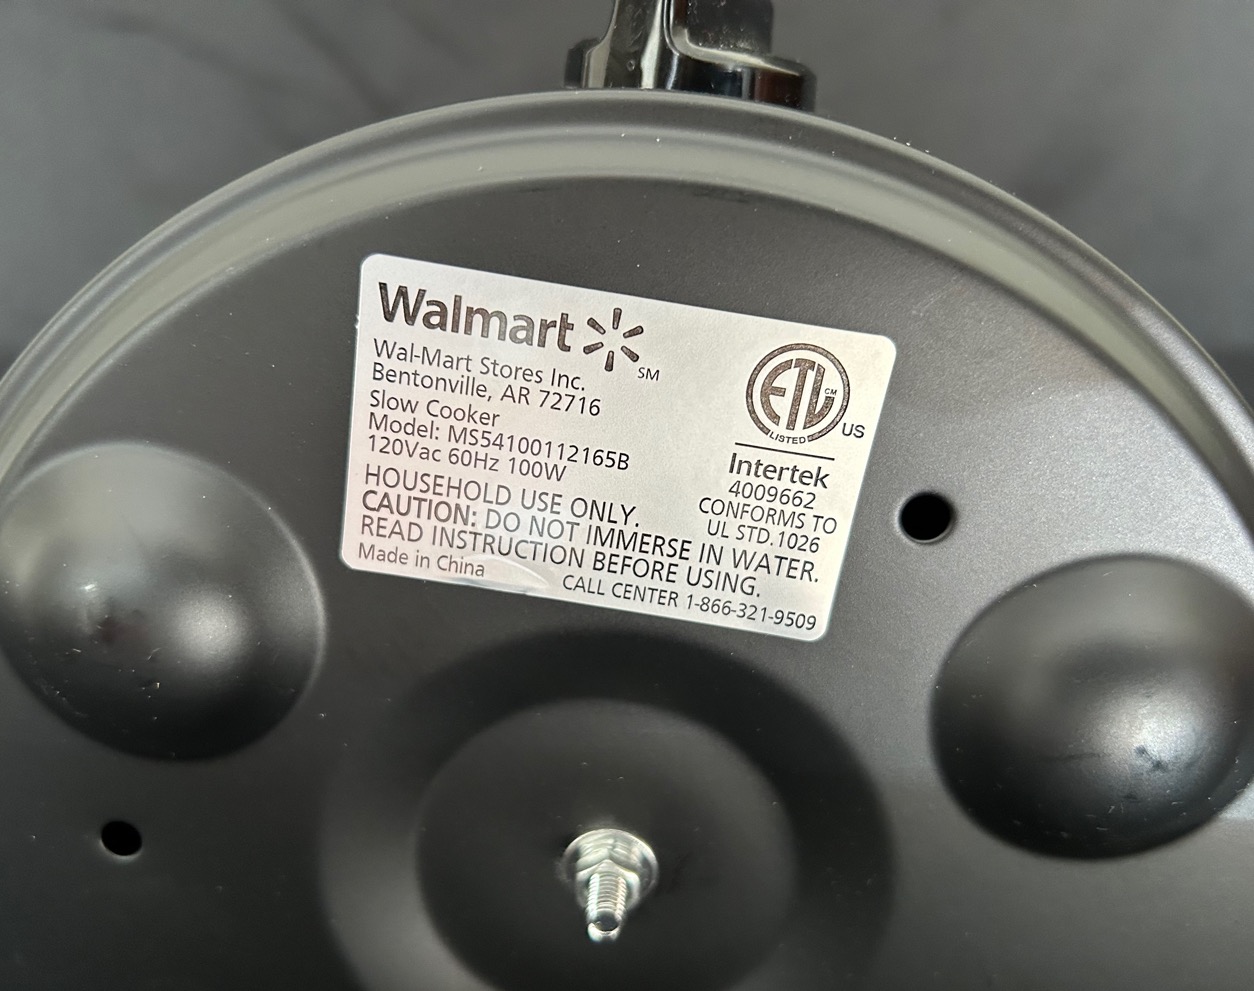 Walmart SM
Wal-Mart Stores Inc.
Bentonville, AR 72716
Slow Cooker
Model: MS54100112165B
120Vac 60Hz 100W
ETL CM
LISTED
US
Intertek
4009662
CONFORMS TO
UL STD.1026
HOUSEHOLD USE ONLY.
CAUTION: DO NOT IMMERSE IN WATER.
READ INSTRUCTION BEFORE USING.
Made in China
CALL CENTER 1-866-321-9509